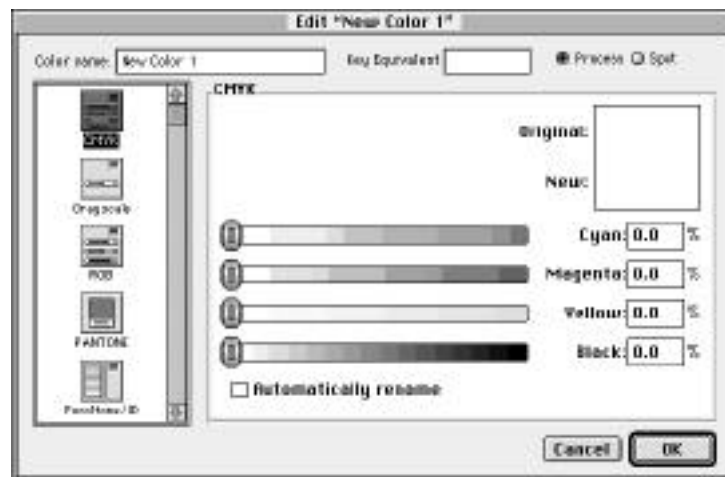 Edit "New Color 1"
Color name: New Color 1
Key Equivalent
Process Spot
CMYK
Grayscale
RGB
PANTONE
CMYK
Original:
New:
Cyan: 0.0 %
Magenta: 0.0 %
Yellow: 0.0 %
Black: 0.0 %
Automatically rename
Cancel OK